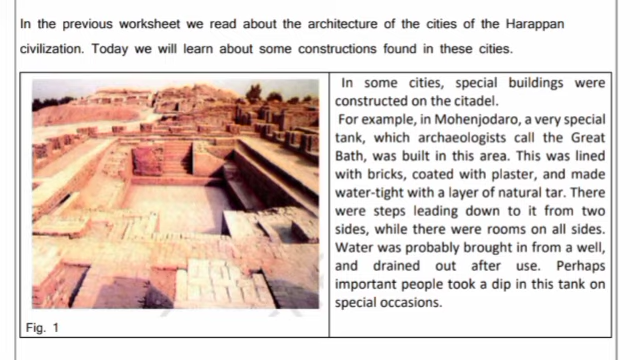 In the previous worksheet we read about the architecture of the cities of the Harappan
civilization. Today we will learn about some constructions found in these cities.
In some cities, special buildings were
constructed on the citadel.
For example, in Mohenjodaro, a very special
tank, which archaeologists call the Great
Bath, was built in this area. This was lined
with bricks, coated with plaster, and made
water-tight with a layer of natural tar. There
were steps leading down to it from two
sides, while there were rooms on all sides.
Water was probably brought in from a well,
and drained out after use. Perhaps
important people took a dip in this tank on
special occasions.
Fig. 1